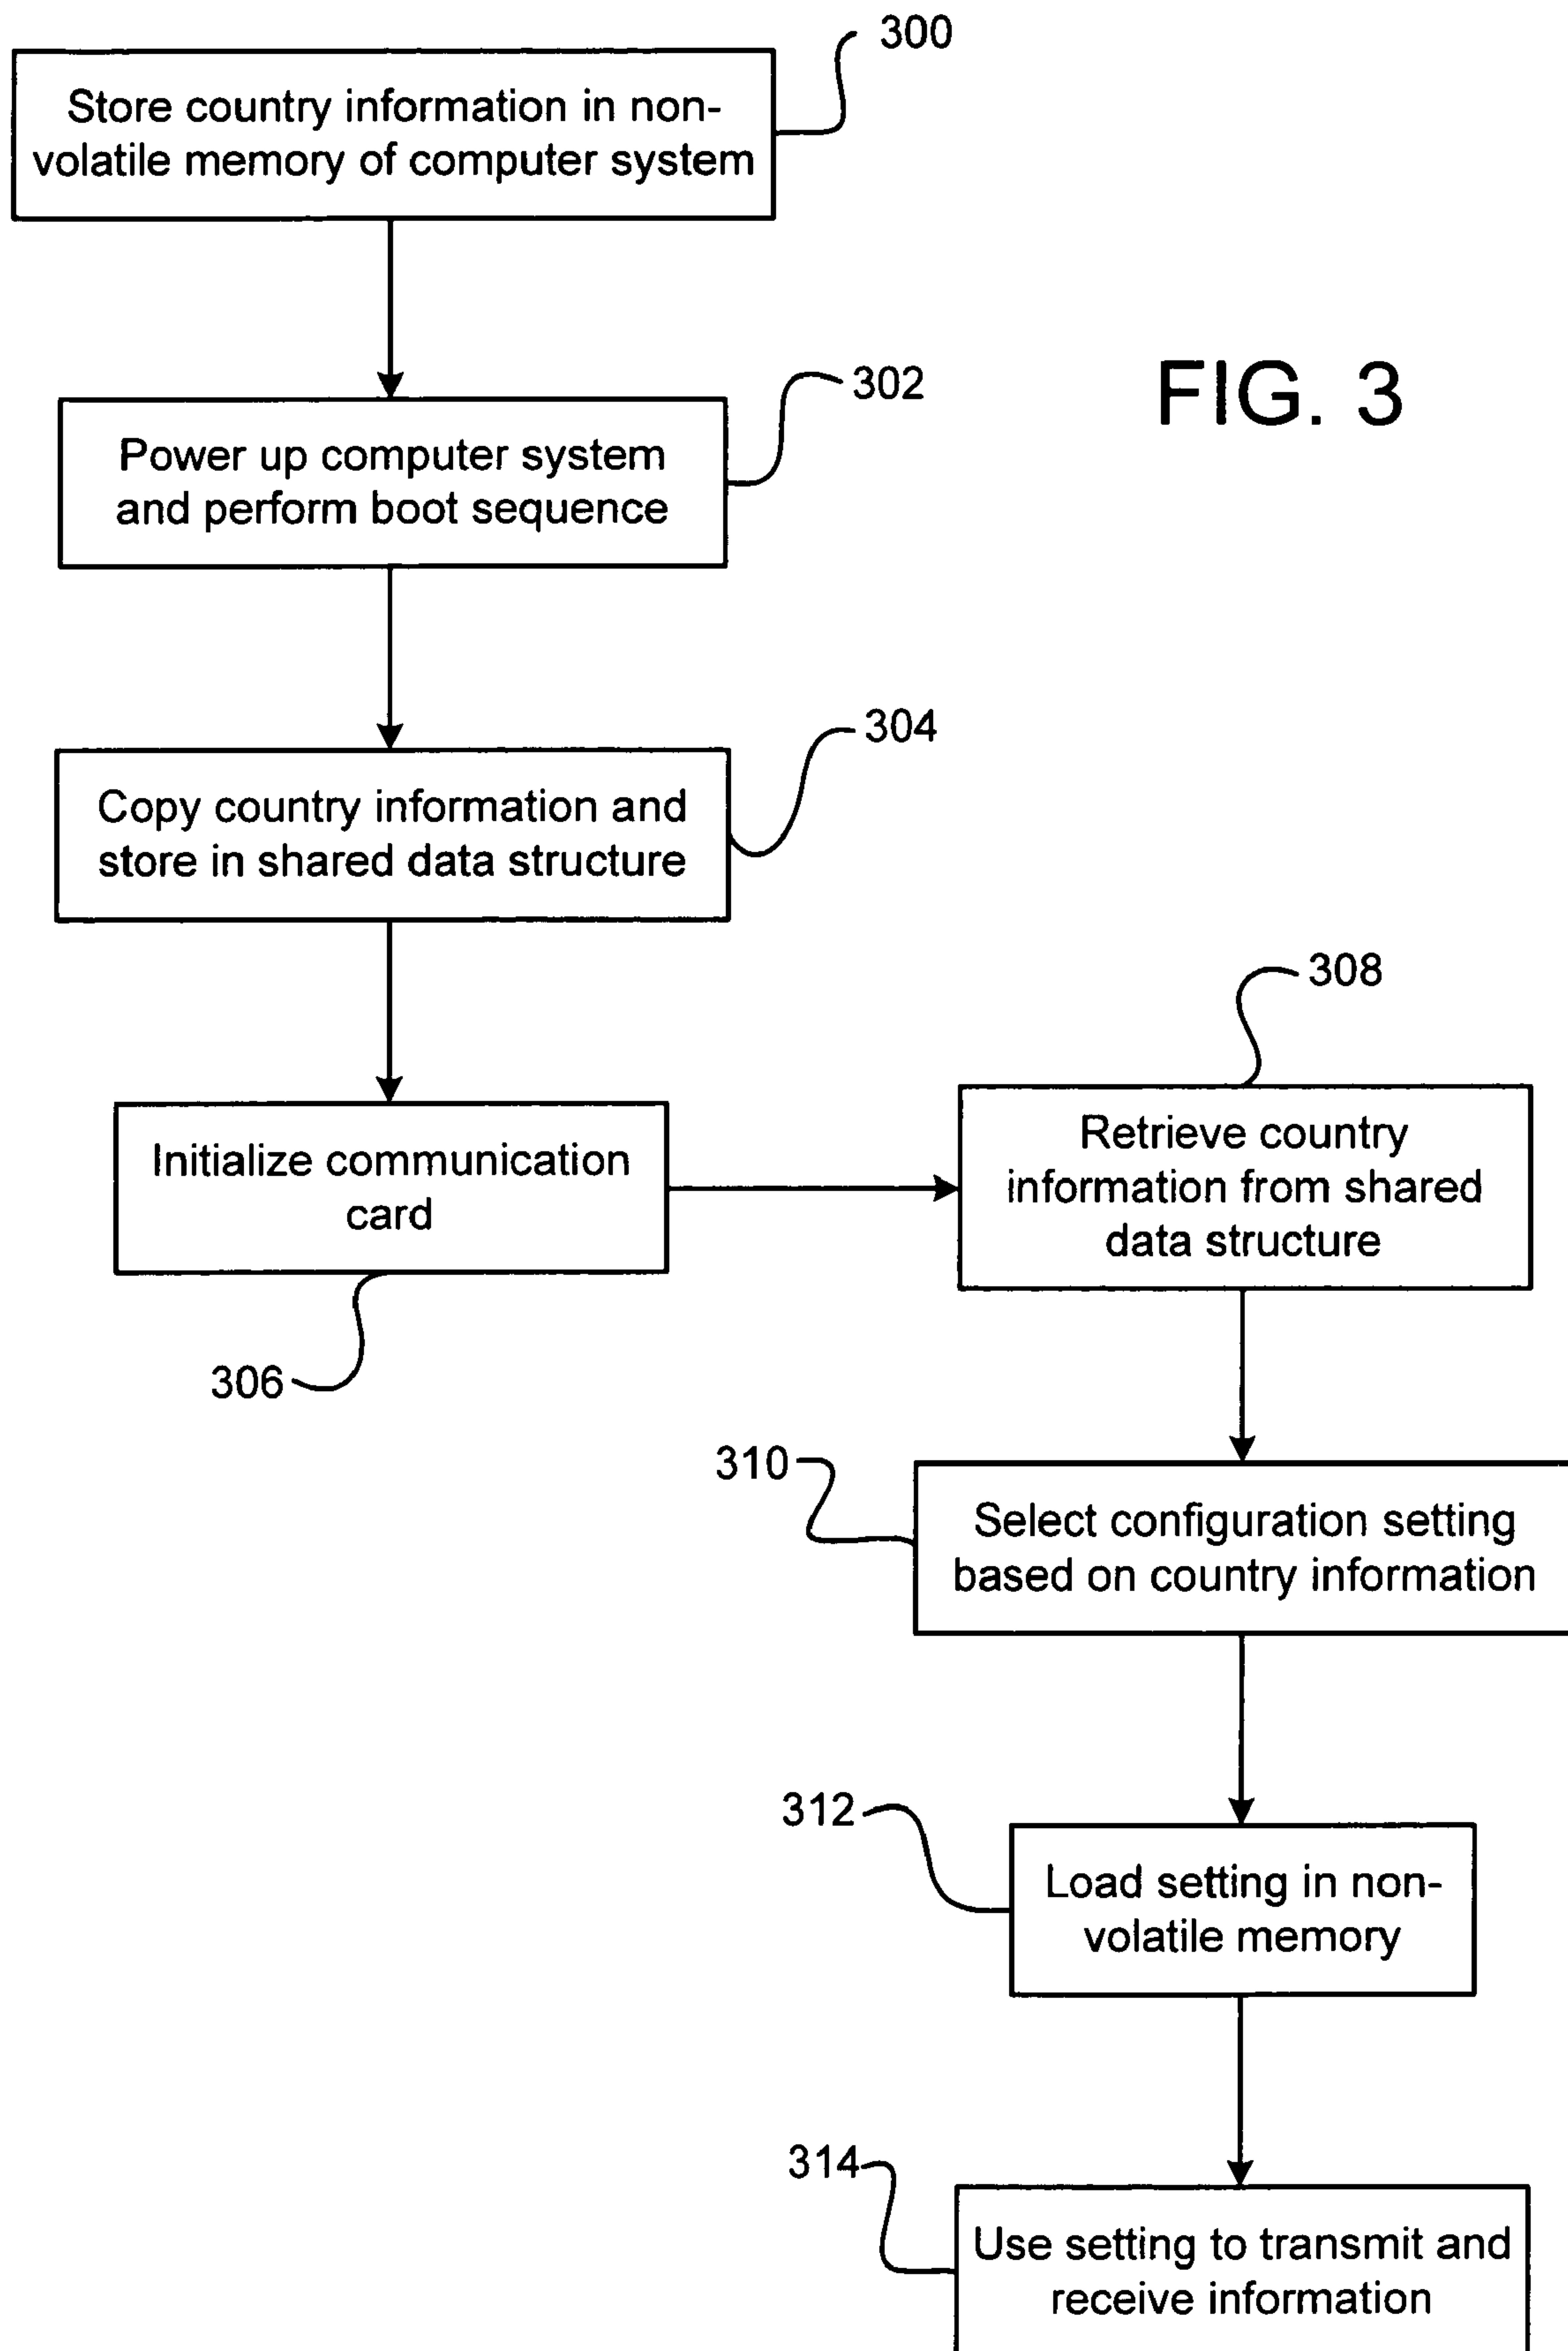 300
Store country information in non-
volatile memory of computer system
302
FIG. 3
Power up computer system
and perform boot sequence
304
Copy country information and
store in shared data structure
308
Initialize communication
card
Retrieve country
information from shared
data structure
306
310
Select configuration setting
based on country information
312
Load setting in non-
volatile memory
314
Use setting to transmit and
receive information